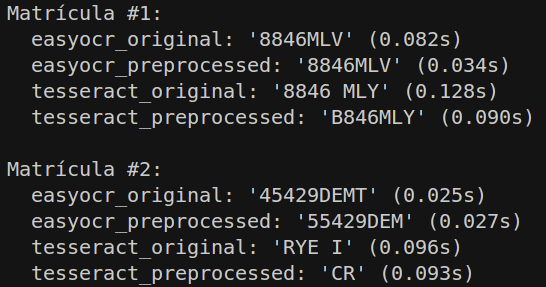 Matrícula #1:
easyocr_original: '8846MLV' (0.082s)
easyocr_preprocessed: '8846MLV' (0.034s)
tesseract_original: '8846 MLY' (0.128s)
tesseract_preprocessed: 'B846MLY' (0.090s)
Matrícula #2:
easyocr_original: '45429DEMT' (0.025s)
easyocr_preprocessed: '55429DEM' (0.027s)
tesseract_original: 'RYE I' (0.096s)
tesseract_preprocessed: 'CR' (0.093s)